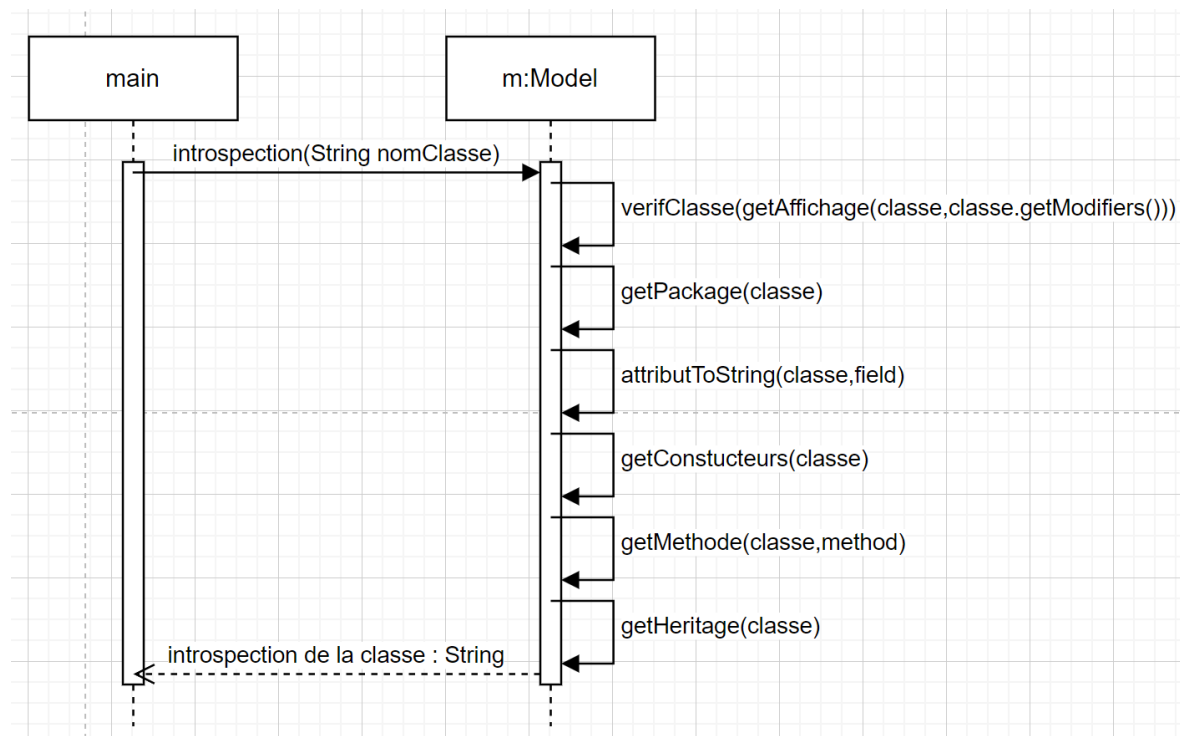 main
m:Model
introspection(String nomClasse)
verifClasse(getAffichage(classe,classe.getModifiers()))
getPackage(classe)
attributToString(classe,field)
getConstucteurs(classe)
getMethode(classe,method)
getHeritage(classe)
introspection de la classe : String